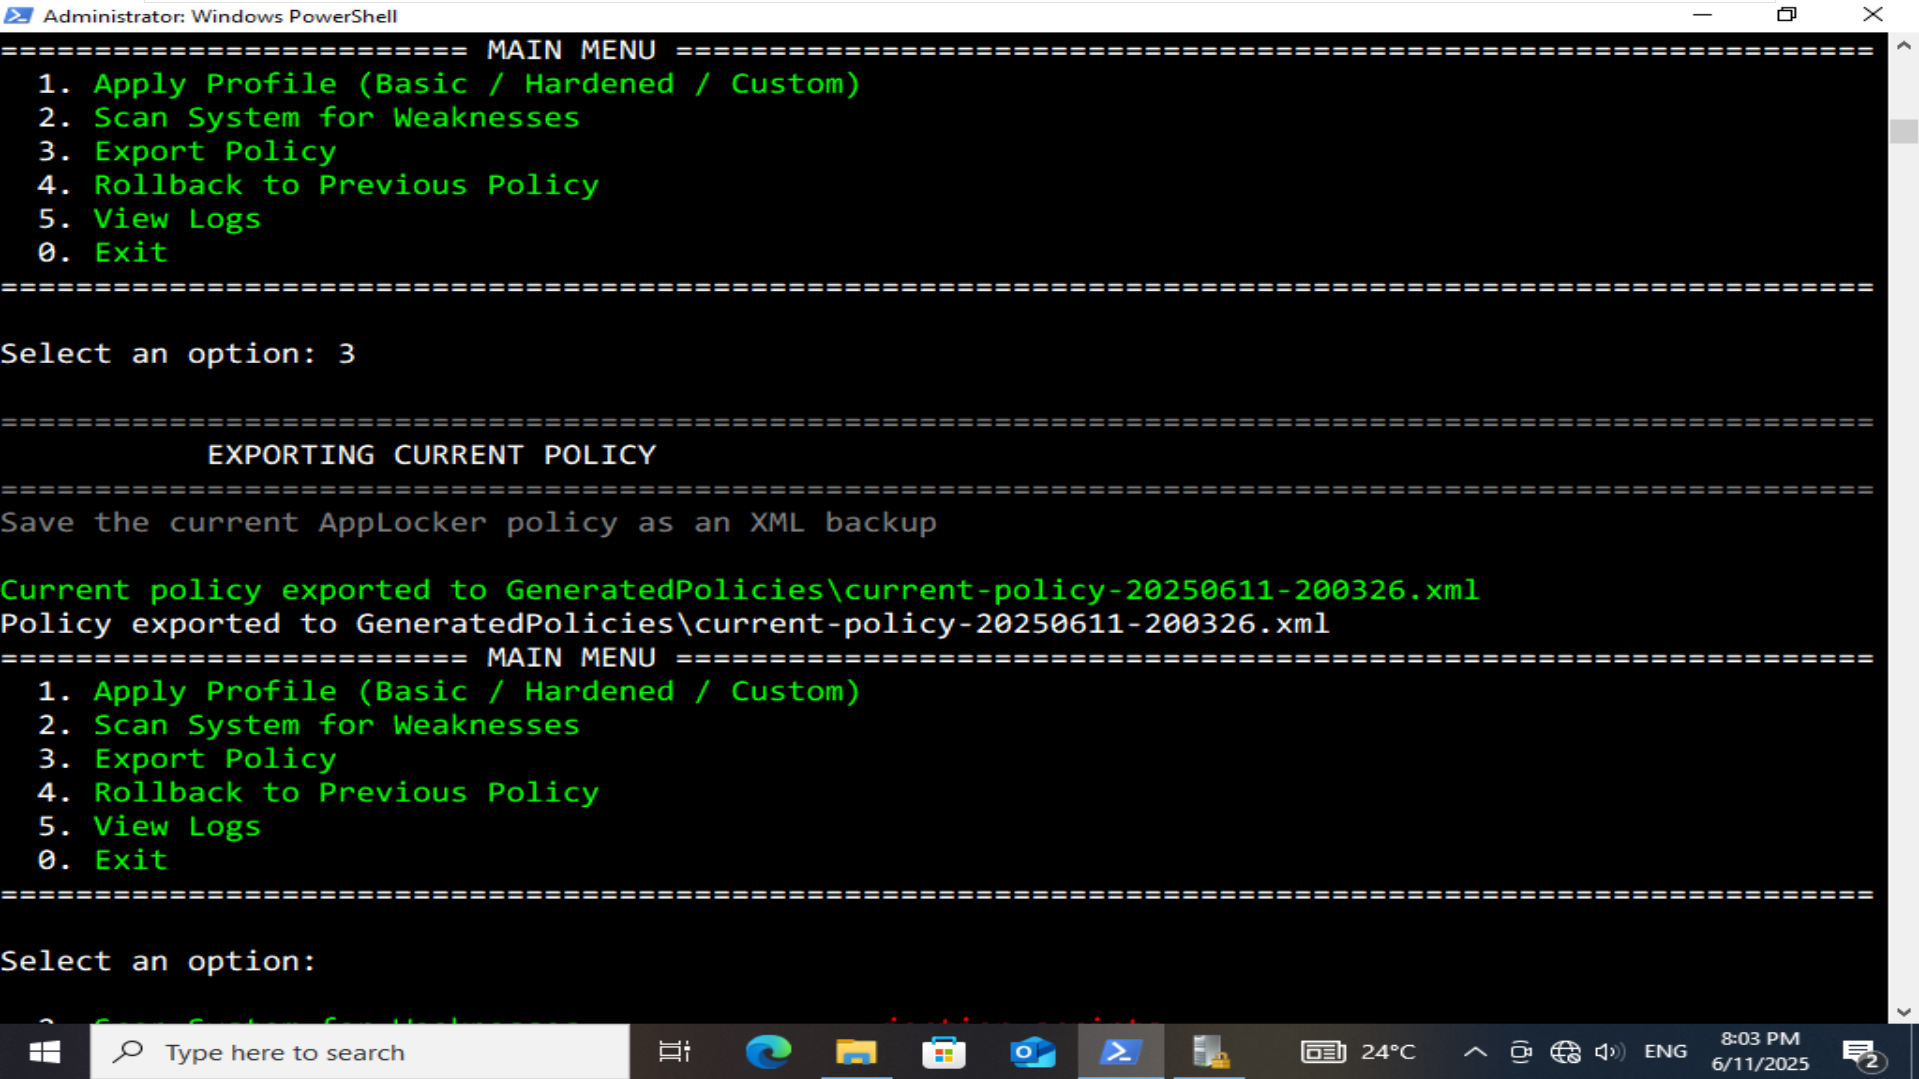 Administrator: Windows PowerShell
========================= MAIN MENU ================================================================
1. Apply Profile (Basic / Hardened / Custom)
2. Scan System for Weaknesses
3. Export Policy
4. Rollback to Previous Policy
5. View Logs
0. Exit
====================================================================================================
Select an option: 3
====================================================================================================
EXPORTING CURRENT POLICY
====================================================================================================
Save the current AppLocker policy as an XML backup
Current policy exported to GeneratedPolicies\current-policy-20250611-200326.xml
Policy exported to GeneratedPolicies\current-policy-20250611-200326.xml
========================= MAIN MENU ================================================================
1. Apply Profile (Basic / Hardened / Custom)
2. Scan System for Weaknesses
3. Export Policy
4. Rollback to Previous Policy
5. View Logs
0. Exit
====================================================================================================
Select an option:
Type here to search
24°C
ENG
8:03 PM
6/11/2025
2